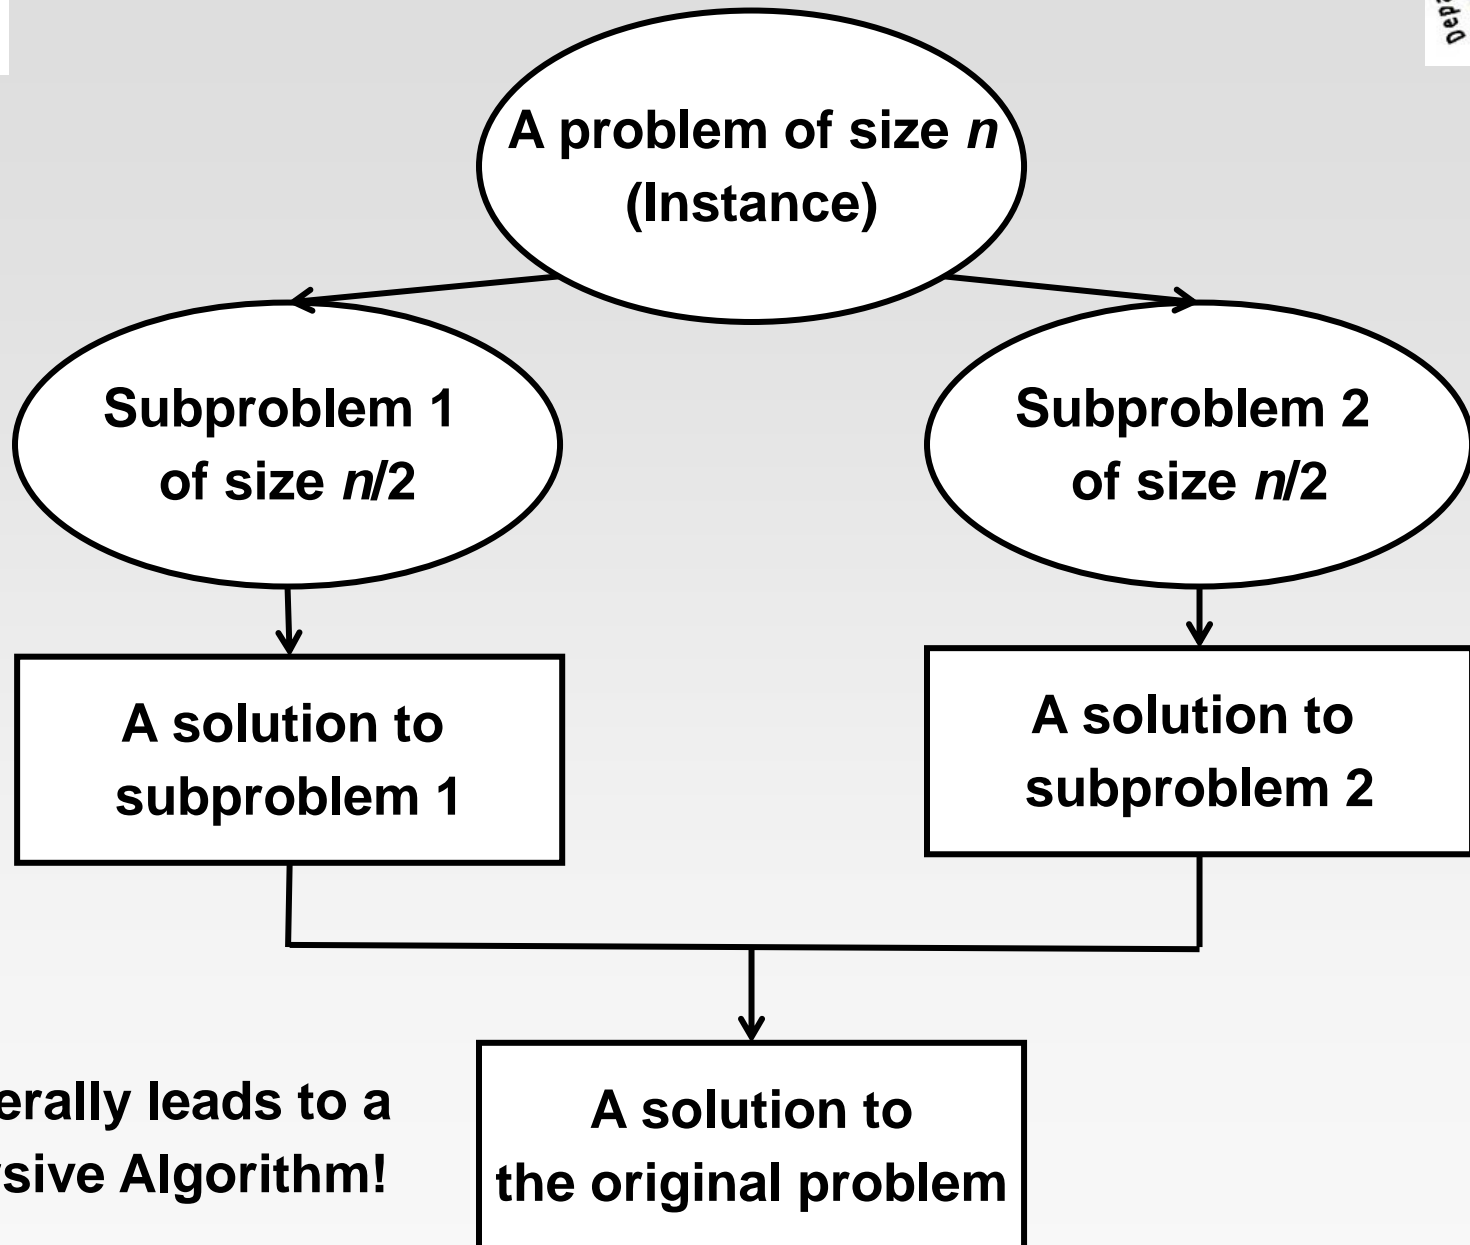 A problem of size n
(Instance)
Subproblem 1
of size n/2
Subproblem 2
of size n/2
A solution to
subproblem 1
A solution to
subproblem 2
erally leads to a
sive Algorithm!
A solution to
the original problem